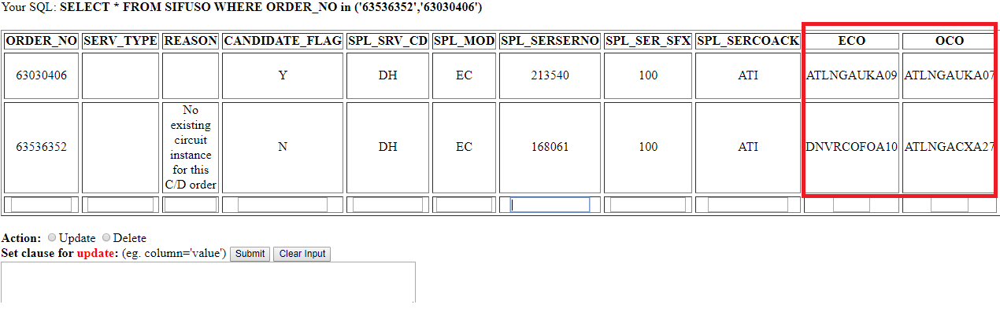 Your SQL: SELECT * FROM SIFUSO WHERE ORDER_NO in ('63536352','63030406')
ORDER_NO SERV_TYPE REASON CANDIDATE_FLAG SPL_SRV_CD SPL_MOD SPL_SERSERNO SPL_SER_SFX SPL_SERCOACK ECO OCO
63030406 Y DH EC 213540 100 ATI ATLNGAUKA09 ATLNGAUKA07
No
existing
circuit
63536352 instance N DH EC 168061 100 ATI DNVRCOFOA10 ATLNGACXA27
for this
C/D order
Action: Update Delete
Set clause for update: (eg. column='value') Submit Clear Input